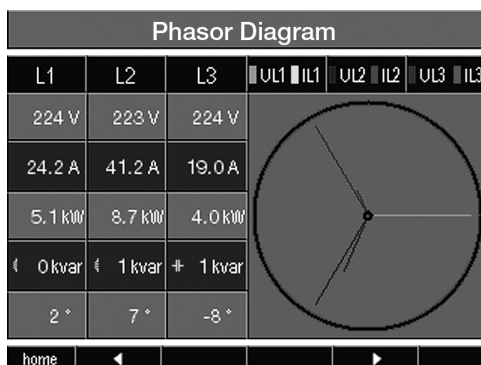 Phasor Diagram
L1 L2 L3 UL1 IL1 UL2 IL2 UL3 IL3
224 V 223 V 224 V
24.2 A 41.2 A 19.0 A
5.1 kW 8.7 kW 4.0 kW
0 kvar 1 kvar 1 kvar
2 ° 7 ° -8 °
home